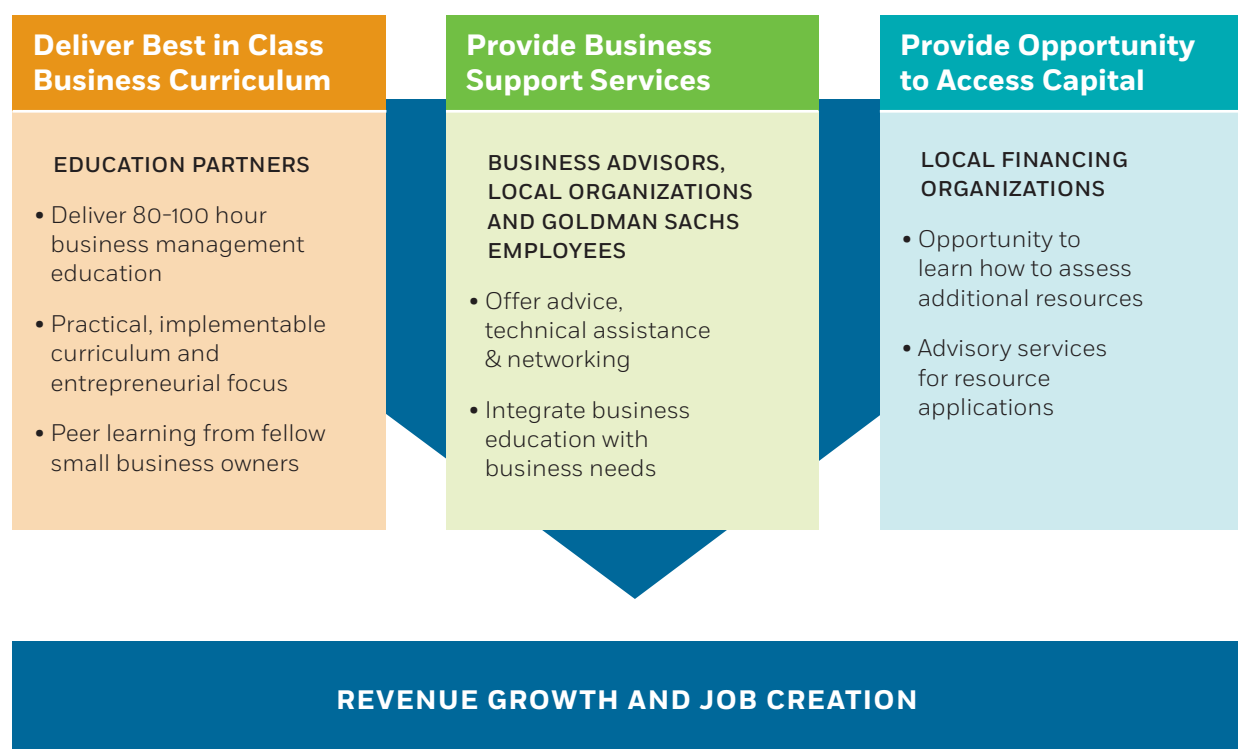 Deliver Best in Class
Business Curriculum
EDUCATION PARTNERS
• Deliver 80-100 hour
business management
education
• Practical, implementable
curriculum and
entrepreneurial focus
• Peer learning from fellow
small business owners
Provide Business
Support Services
BUSINESS ADVISORS,
LOCAL ORGANIZATIONS
AND GOLDMAN SACHS
EMPLOYEES
• Offer advice,
technical assistance
& networking
• Integrate business
education with
business needs
Provide Opportunity
to Access Capital
LOCAL FINANCING
ORGANIZATIONS
• Opportunity to
learn how to assess
additional resources
• Advisory services
for resource
applications
REVENUE GROWTH AND JOB CREATION